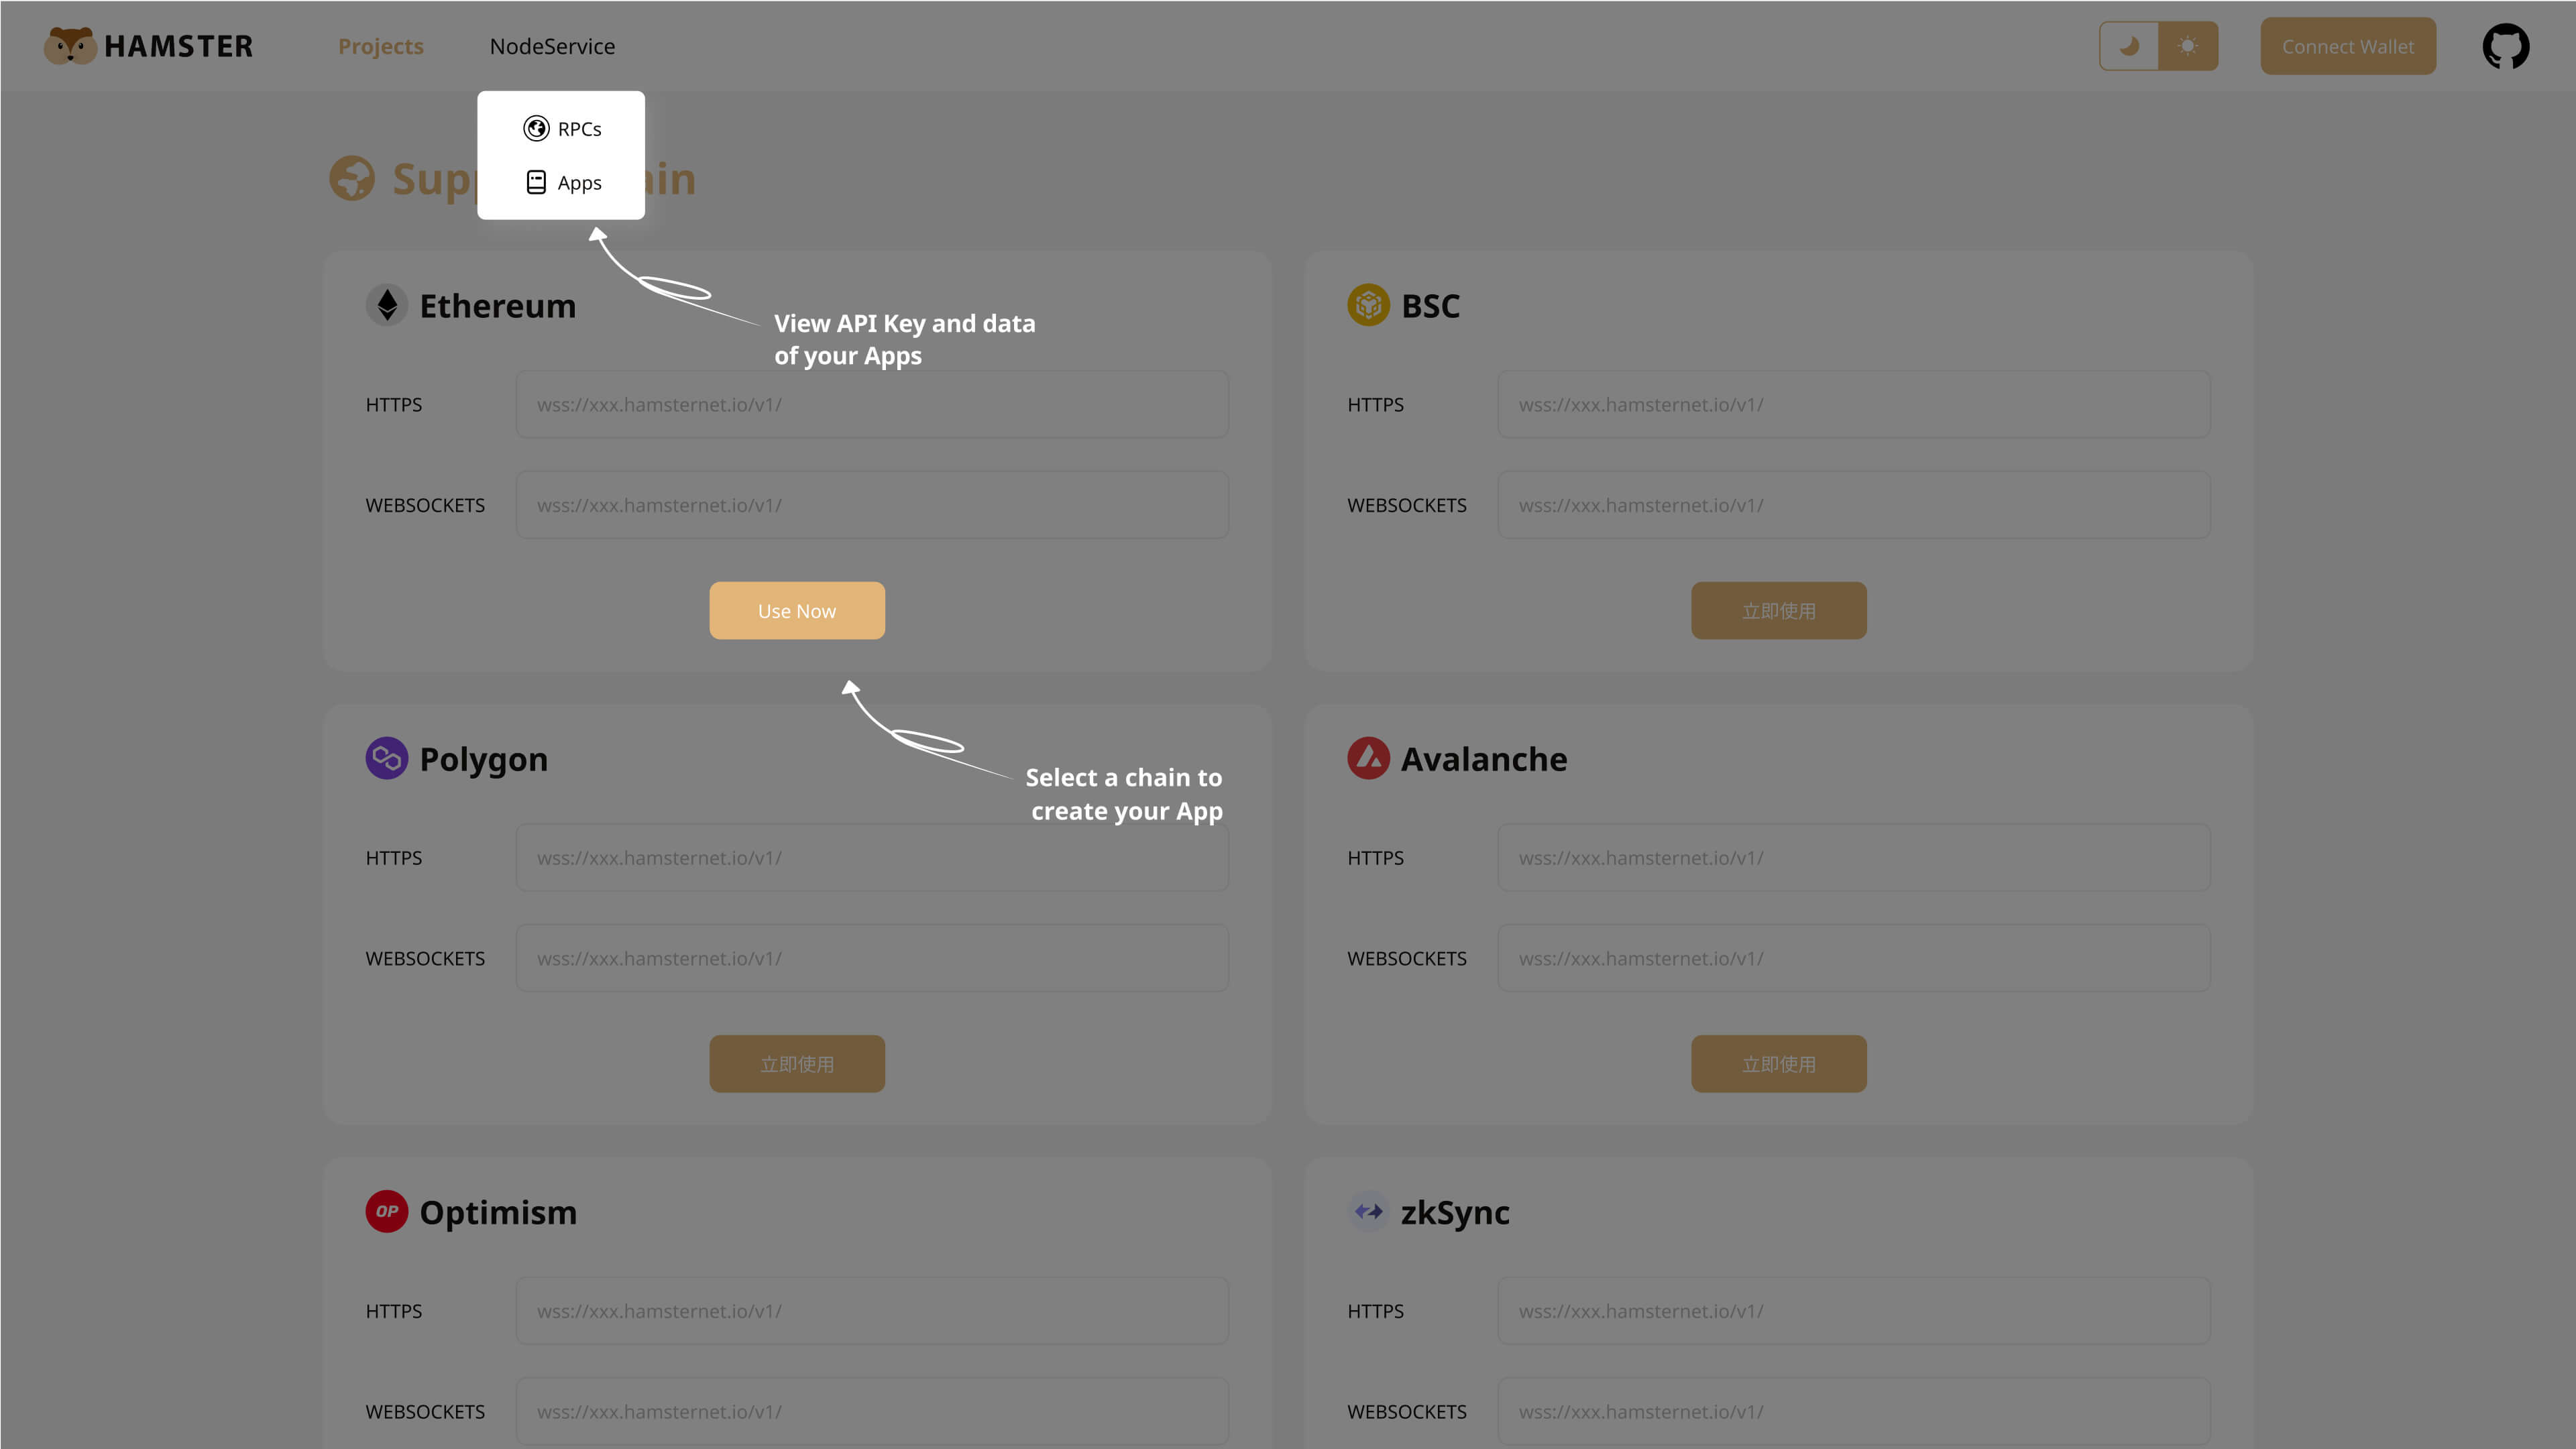 HAMSTER
Projects
NodeService
Connect Wallet
RPCs
Apps
Ethereum
View API Key and data
of your Apps
HTTPS
wss://xxx.hamsternet.io/v1/
WEBSOCKETS
wss://xxx.hamsternet.io/v1/
Use Now
BSC
HTTPS
wss://xxx.hamsternet.io/v1/
WEBSOCKETS
wss://xxx.hamsternet.io/v1/
立即使用
Polygon
Select a chain to
create your App
HTTPS
wss://xxx.hamsternet.io/v1/
WEBSOCKETS
wss://xxx.hamsternet.io/v1/
立即使用
Avalanche
HTTPS
wss://xxx.hamsternet.io/v1/
WEBSOCKETS
wss://xxx.hamsternet.io/v1/
立即使用
OP
Optimism
HTTPS
wss://xxx.hamsternet.io/v1/
WEBSOCKETS
wss://xxx.hamsternet.io/v1/
zkSync
HTTPS
wss://xxx.hamsternet.io/v1/
WEBSOCKETS
wss://xxx.hamsternet.io/v1/